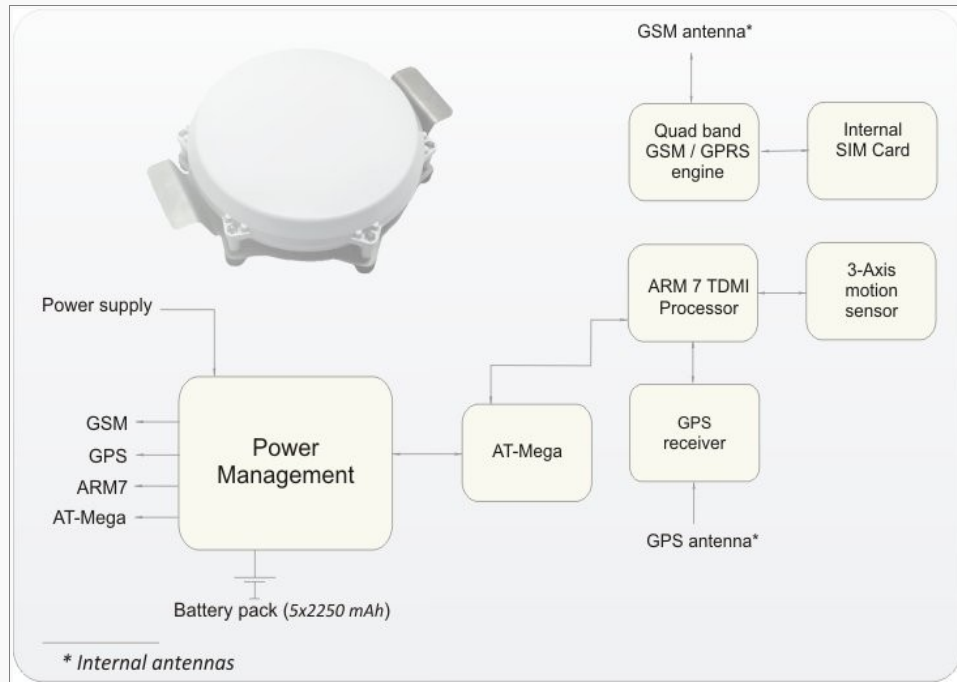 GSM antenna*
Quad band
GSM / GPRS
engine
Internal
SIM Card
ARM 7 TDMI
Processor
3-Axis
motion
sensor
Power supply
GSM
GPS
ARM7
AT-Mega
Power
Management
AT-Mega
GPS
receiver
GPS antenna*
Battery pack (5x2250 mAh)
* Internal antennas